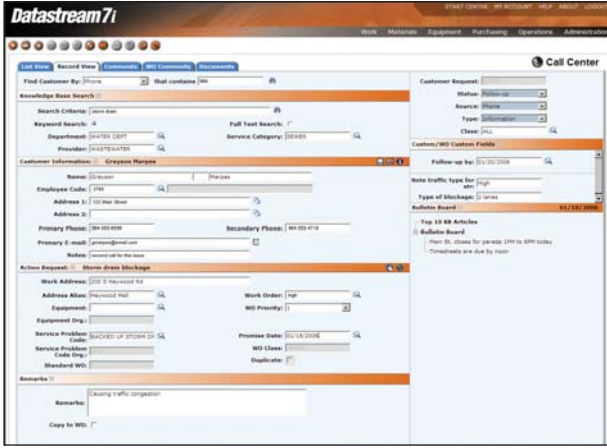 Datastream7i
START CENTER MY ACCOUNT HELP ABOUT LOGOUT
Work Materials Equipment Purchasing Operations Administration
List View Record View Comments WO Comments Documents
Call Center
Find Customer By: Phone that contains 864
Customer Request:
Status: Follow-up
Source: Phone
Type: Information
Class: ALL
Knowledge Base Search
Search Criteria: storm drain
Keyword Search: Full Text Search:
Department: WATER DEPT Service Category: SEWER
Provider: WASTEWATER
Custom/WO Custom Fields
Follow-up by: 01/20/2006
Note traffic type for str: High
Type of blockage: 2 lanes
Customer Information: Grayson Marpes
Name: Grayson Marpes
Employee Code:
Address 1: 123 Main Street
Address 2:
Primary Phone: Secondary Phone:
Primary E-mail:
Notes: second call for this issue
Bulletin Board 01/18/2006
Top 10 KB Articles
Bulletin Board
Main St. closes for parade 1PM to 6PM today
Timesheets are due by noon
Action Request: Storm drain blockage
Work Address: 200 S Heywood Rd
Address Alias: Heywood Mall Work Order: High
Equipment: WO Priority: 1
Equipment Org.:
Service Problem Code: BACKED UP STORM DR Promise Date: 01/18/2006
Service Problem Code Org.: WO Class:
Standard WO: Duplicate:
Remarks
Remarks: Causing traffic congestion
Copy to WO: